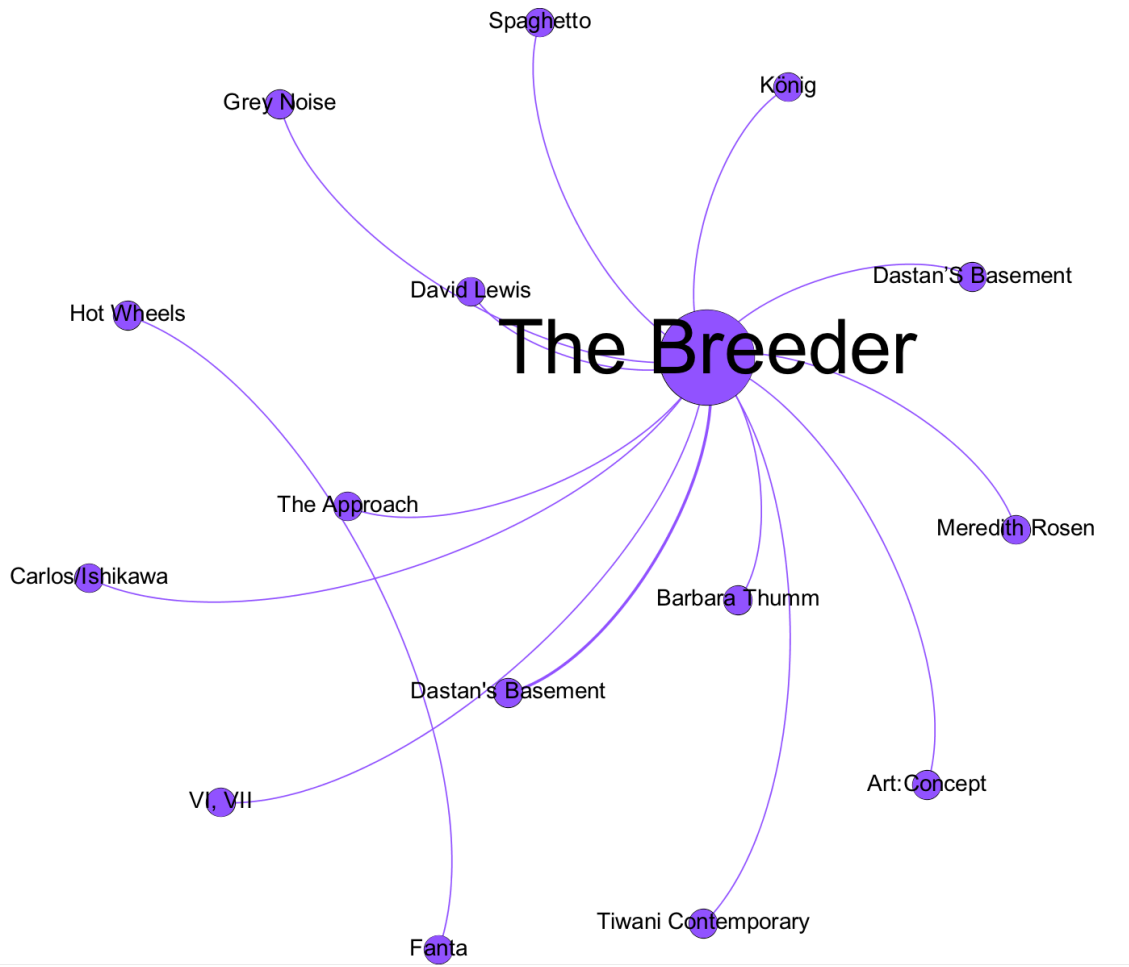 Spaghetto
König
Grey Noise
Dastan’S Basement
David Lewis
Hot Wheels
The Breeder
The Approach
Meredith Rosen
Carlos/Ishikawa
Barbara Thumm
Dastan's Basement
Art:Concept
VI, VII
Tiwani Contemporary
Fanta